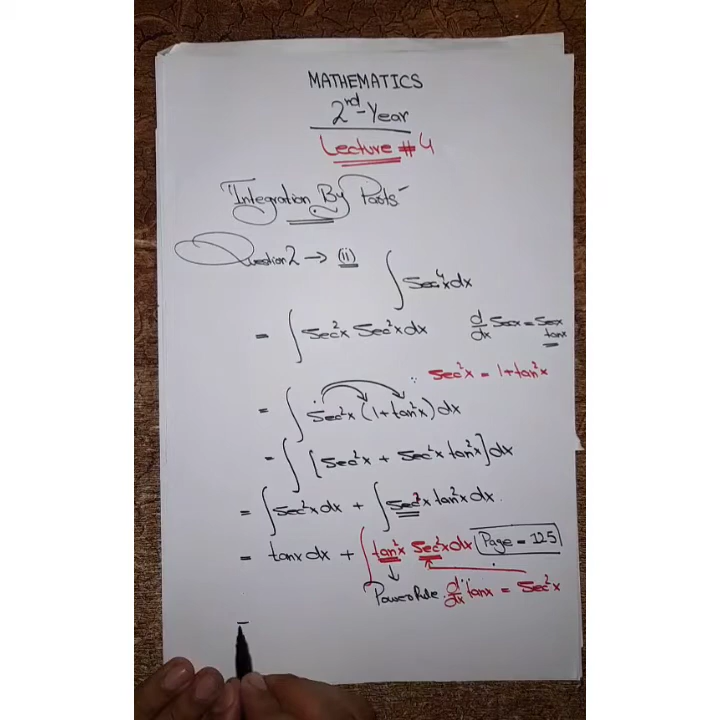 MATHEMATICS
2nd-Year
Lecture # 4
"Integration By Parts"
Question 2 → (ii)
∫ Sec⁴x dx
= ∫ Sec²x Sec²x dx d/dx Secx = Secx tanx
∵ Sec²x = 1 + tan²x
= ∫ Sec²x (1 + tan²x) dx
= ∫ [Sec²x + Sec²x tan²x] dx
= ∫ Sec²x dx + ∫ Sec²x tan²x dx.
= tanx dx + ∫ tan²x Sec²x dx Page = 125
↓ Power Rule. d/dx tanx = Sec²x
=